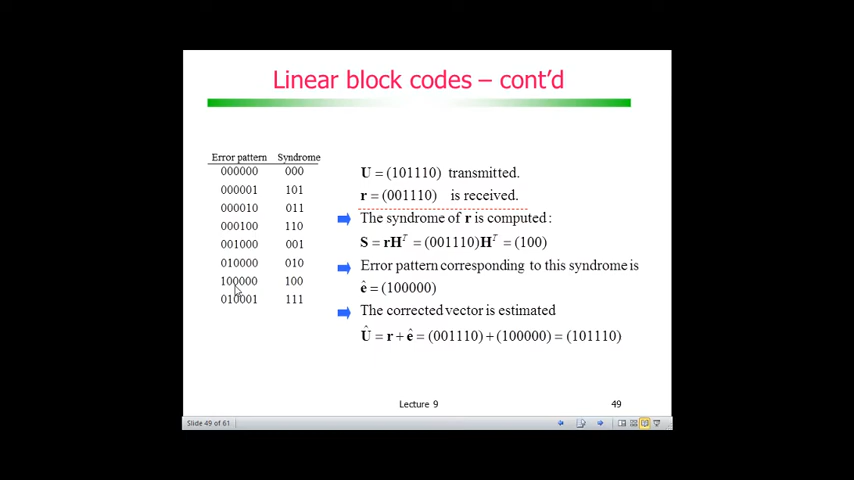 Linear block codes – cont'd
Error pattern Syndrome
000000 000
000001 101
000010 011
000100 110
001000 001
010000 010
100000 100
010001 111
U = (101110) transmitted.
r = (001110) is received.
The syndrome of r is computed :
S = rHᵀ = (001110)Hᵀ = (100)
Error pattern corresponding to this syndrome is
ê = (100000)
The corrected vector is estimated
Û = r + ê = (001110) + (100000) = (101110)
Lecture 9 49
Slide 49 of 61